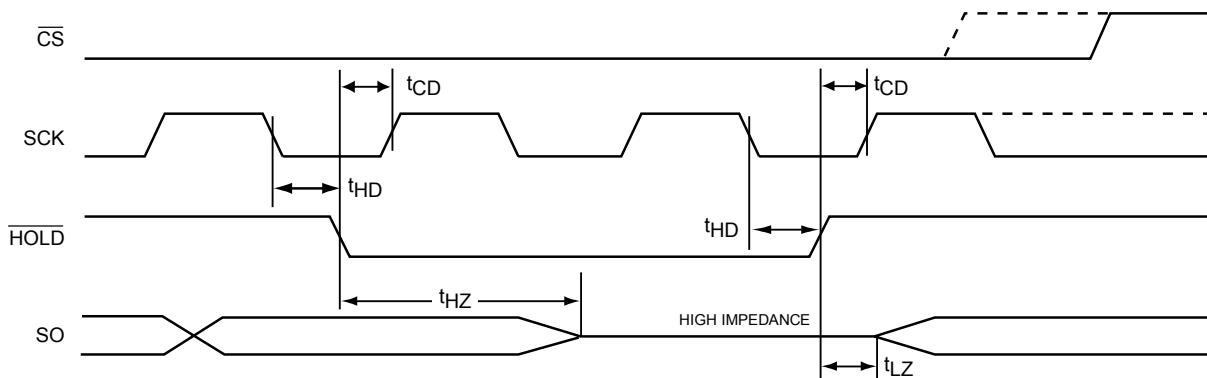 CS
tCD
tCD
SCK
tHD
HOLD
tHD
tHZ
HIGH IMPEDANCE
SO
tLZ